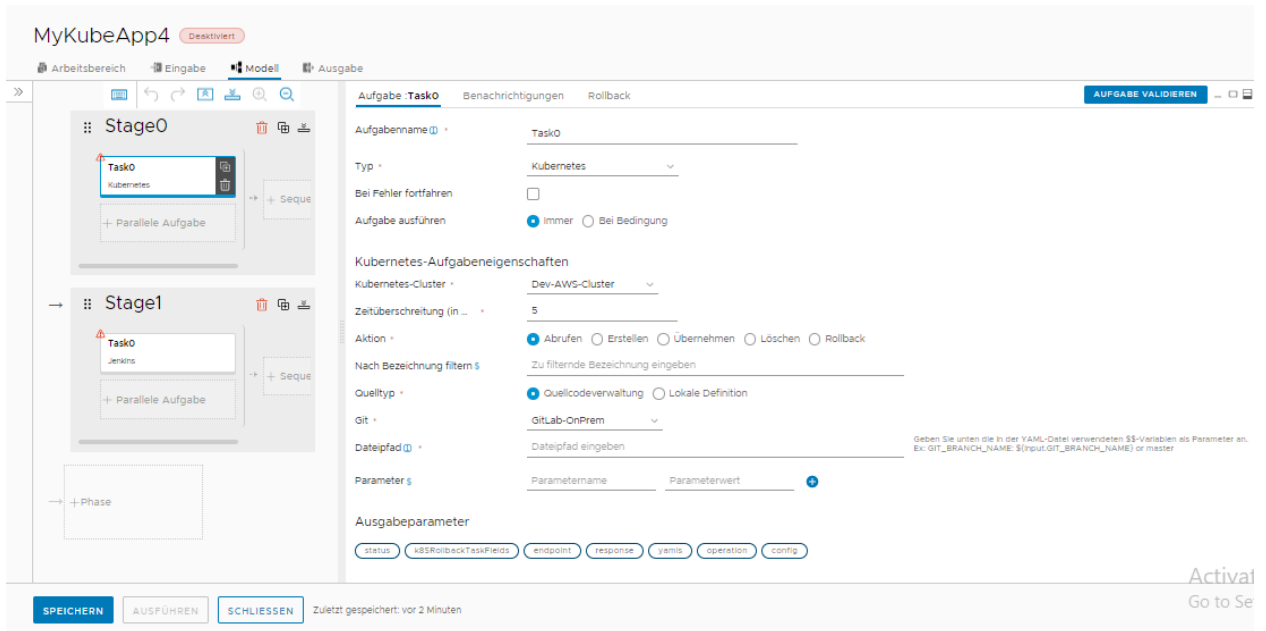 MyKubeApp4 Deaktiviert
Arbeitsbereich Eingabe Modell Ausgabe
Aufgabe :Task0 Benachrichtigungen Rollback AUFGABE VALIDIEREN
Stage0
Task0
Kubernetes
+ Parallele Aufgabe
+ Seque
Stage1
Task0
Jenkins
+ Parallele Aufgabe
+ Seque
+Phase
Aufgabenname * Task0
Typ * Kubernetes
Bei Fehler fortfahren
Aufgabe ausführen Immer Bei Bedingung
Kubernetes-Aufgabeneigenschaften
Kubernetes-Cluster * Dev-AWS-Cluster
Zeitüberschreitung (in ... * 5
Aktion * Abrufen Erstellen Übernehmen Löschen Rollback
Nach Bezeichnung filtern $ Zu filternde Bezeichnung eingeben
Quelltyp * Quellcodeverwaltung Lokale Definition
Git * GitLab-OnPrem
Dateipfad * Dateipfad eingeben
Geben Sie unten die in der YAML-Datei verwendeten $$-Variablen als Parameter an.
Ex: GIT_BRANCH_NAME: ${input.GIT_BRANCH_NAME} or master
Parameter $ Parametername Parameterwert
Ausgabeparameter
status k8SRollbackTaskFields endpoint response yamls operation config
Activat
Go to Se
SPEICHERN AUSFÜHREN SCHLIESSEN Zuletzt gespeichert: vor 2 Minuten